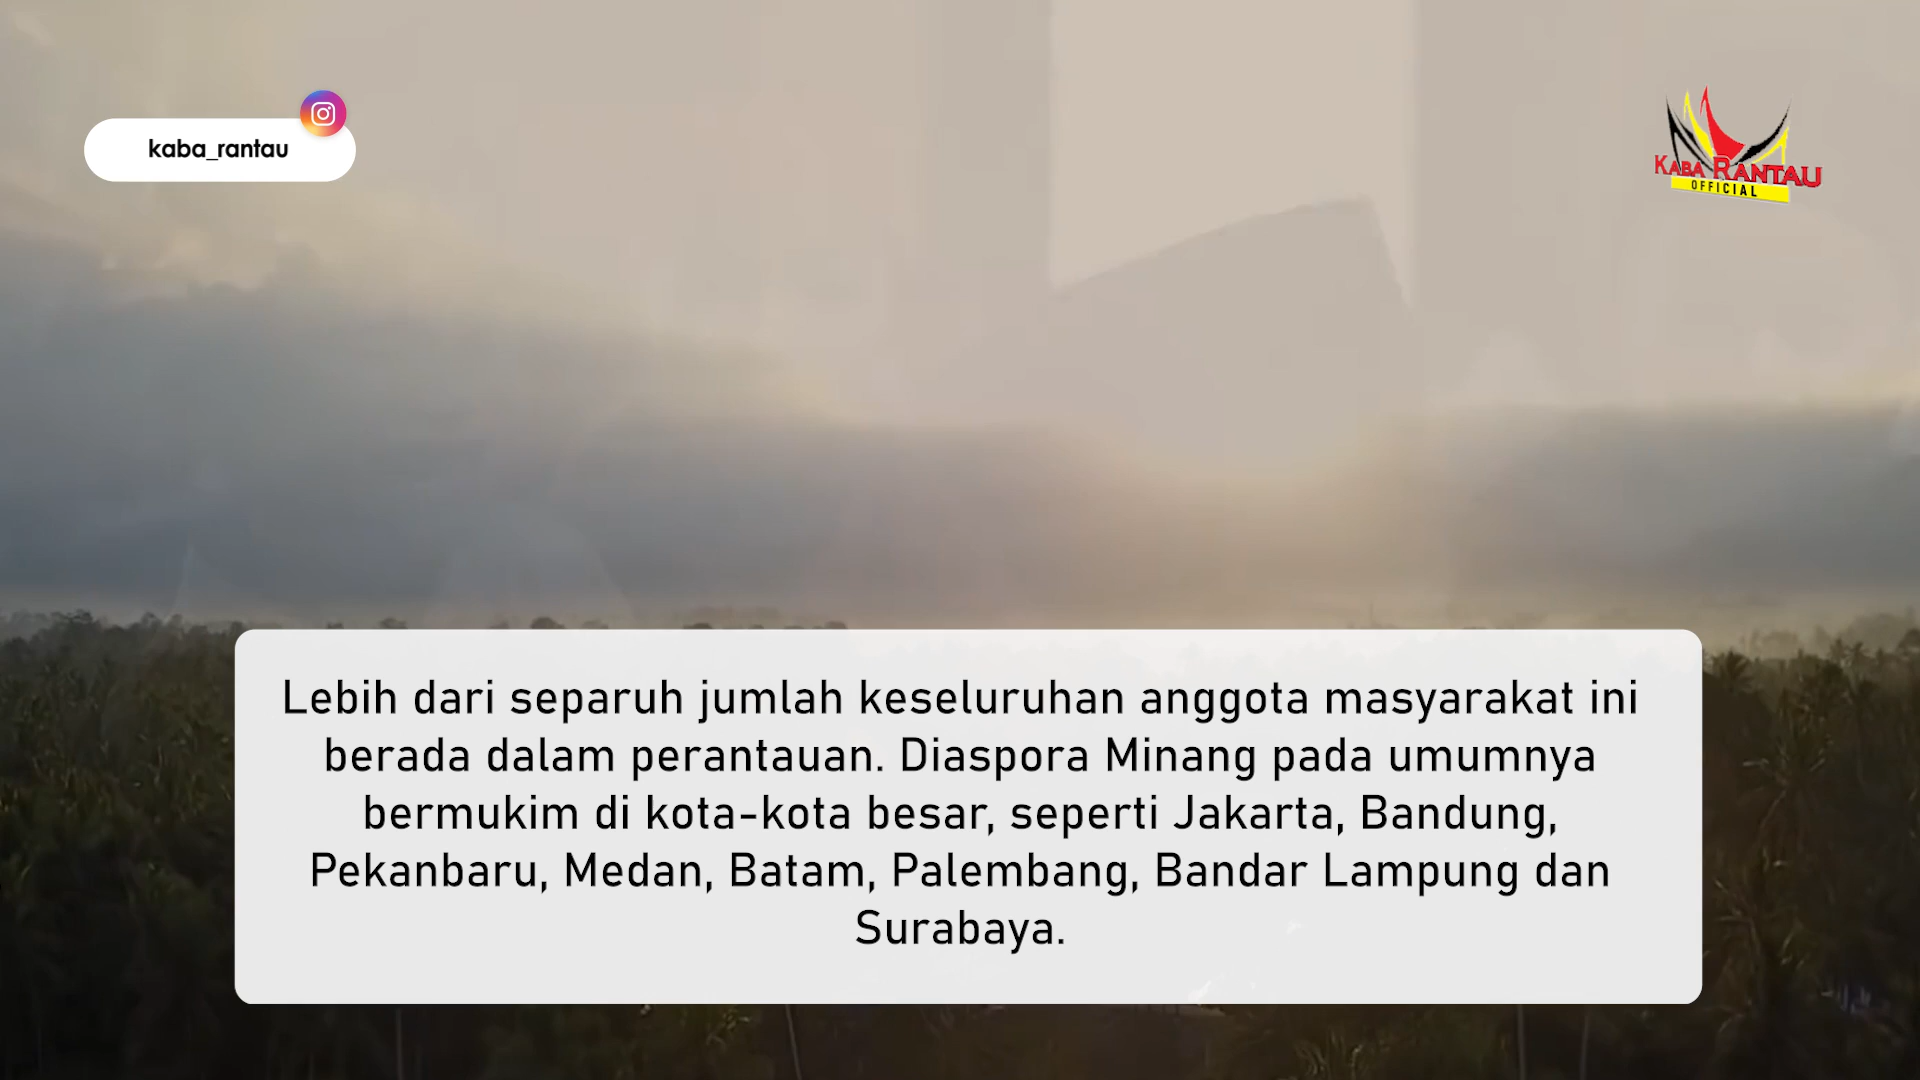 kaba_rantau
KABA RANTAU
OFFICIAL
Lebih dari separuh jumlah keseluruhan anggota masyarakat ini
berada dalam perantauan. Diaspora Minang pada umumnya
bermukim di kota-kota besar, seperti Jakarta, Bandung,
Pekanbaru, Medan, Batam, Palembang, Bandar Lampung dan
Surabaya.